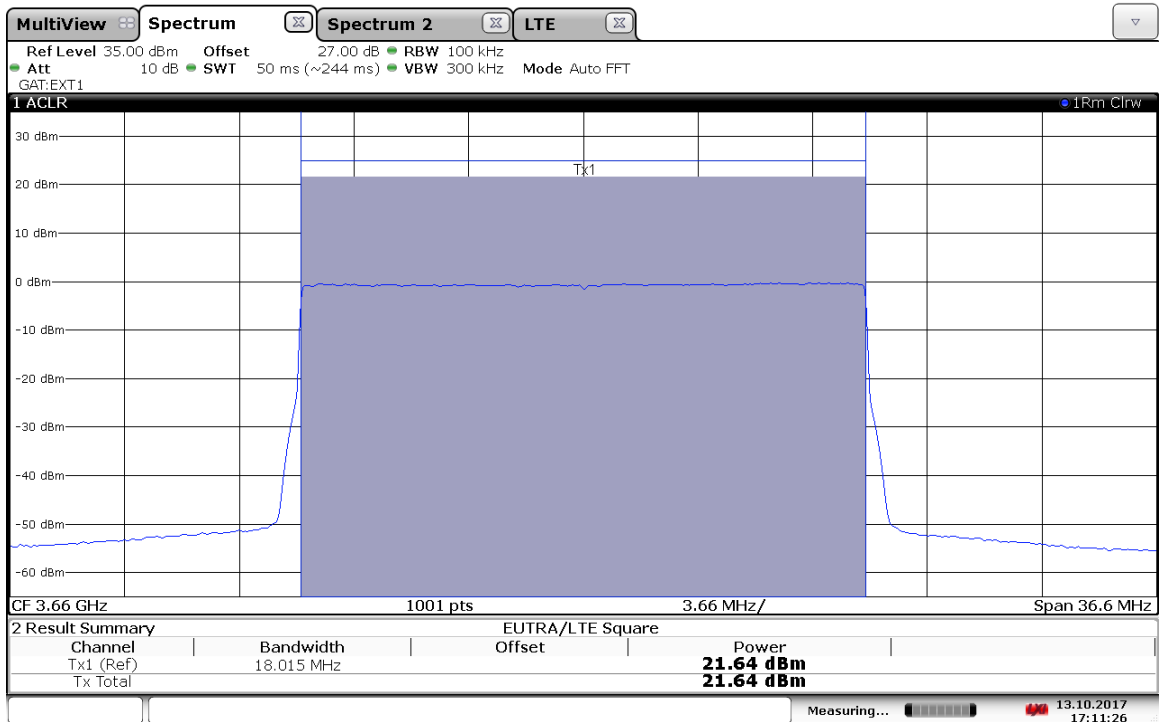 MultiView Spectrum Spectrum 2 LTE
Ref Level 35.00 dBm Offset 27.00 dB RBW 100 kHz
Att 10 dB SWT 50 ms (~244 ms) VBW 300 kHz Mode Auto FFT
GAT:EXT1
1 ACLR 1Rm Clrw
30 dBm
Tx1
20 dBm
10 dBm
0 dBm
-10 dBm
-20 dBm
-30 dBm
-40 dBm
-50 dBm
-60 dBm
CF 3.66 GHz 1001 pts 3.66 MHz/ Span 36.6 MHz
2 Result Summary EUTRA/LTE Square
Channel Bandwidth Offset Power
Tx1 (Ref) 18.015 MHz 21.64 dBm
Tx Total 21.64 dBm
Measuring... 13.10.2017
17:11:26